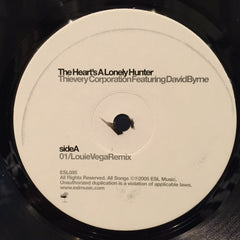 The Heart's A Lonely Hunter
Thievery Corporation Featuring David Byrne
sideA
01/LouieVegaRemix
ESL085
All Rights Reserved. All Songs ©℗2005 ESL Music.
Unauthorized duplication is a violation of applicable laws.
www.eslmusic.com